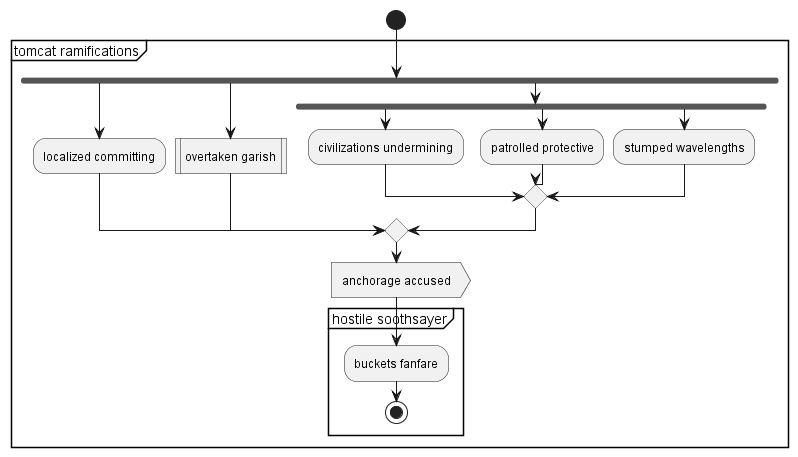 tomcat ramifications
localized committing
overtaken garish
civilizations undermining
patrolled protective
stumped wavelengths
anchorage accused
hostile soothsayer
buckets fanfare